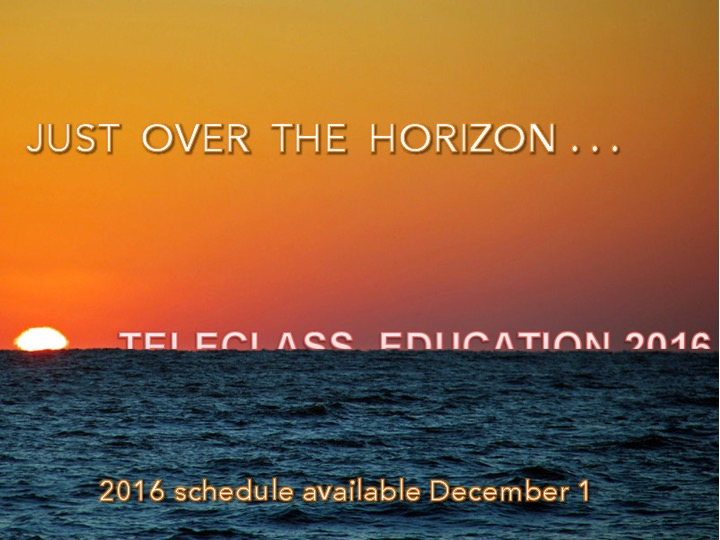 JUST OVER THE HORIZON . . .
TELECLASS EDUCATION 2016
2016 schedule available December 1